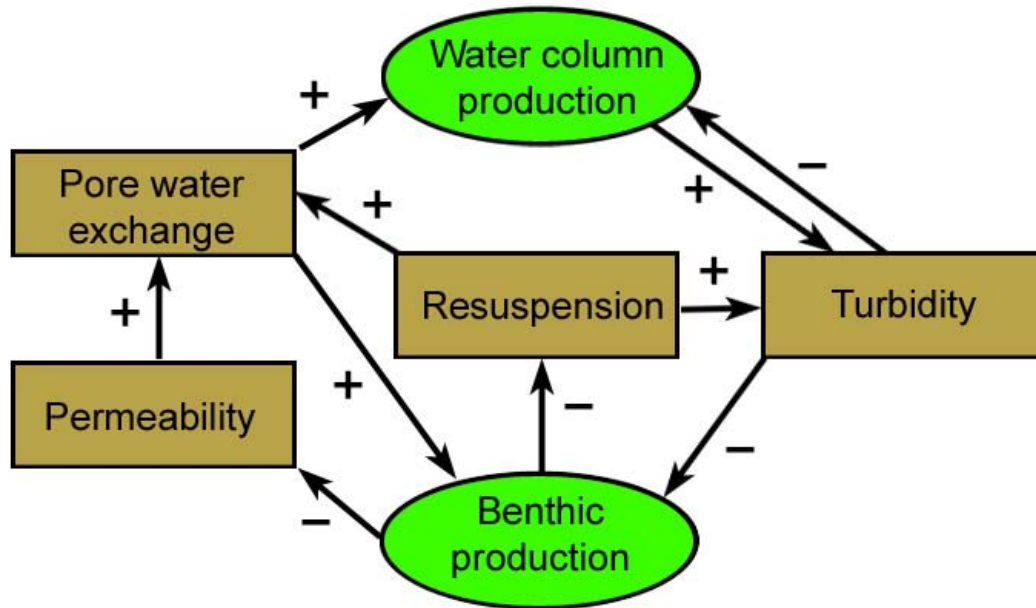 Water column
production
+
−
+
Pore water
exchange
+
+
Resuspension
Turbidity
+
Permeability
+
−
−
Benthic
production
−